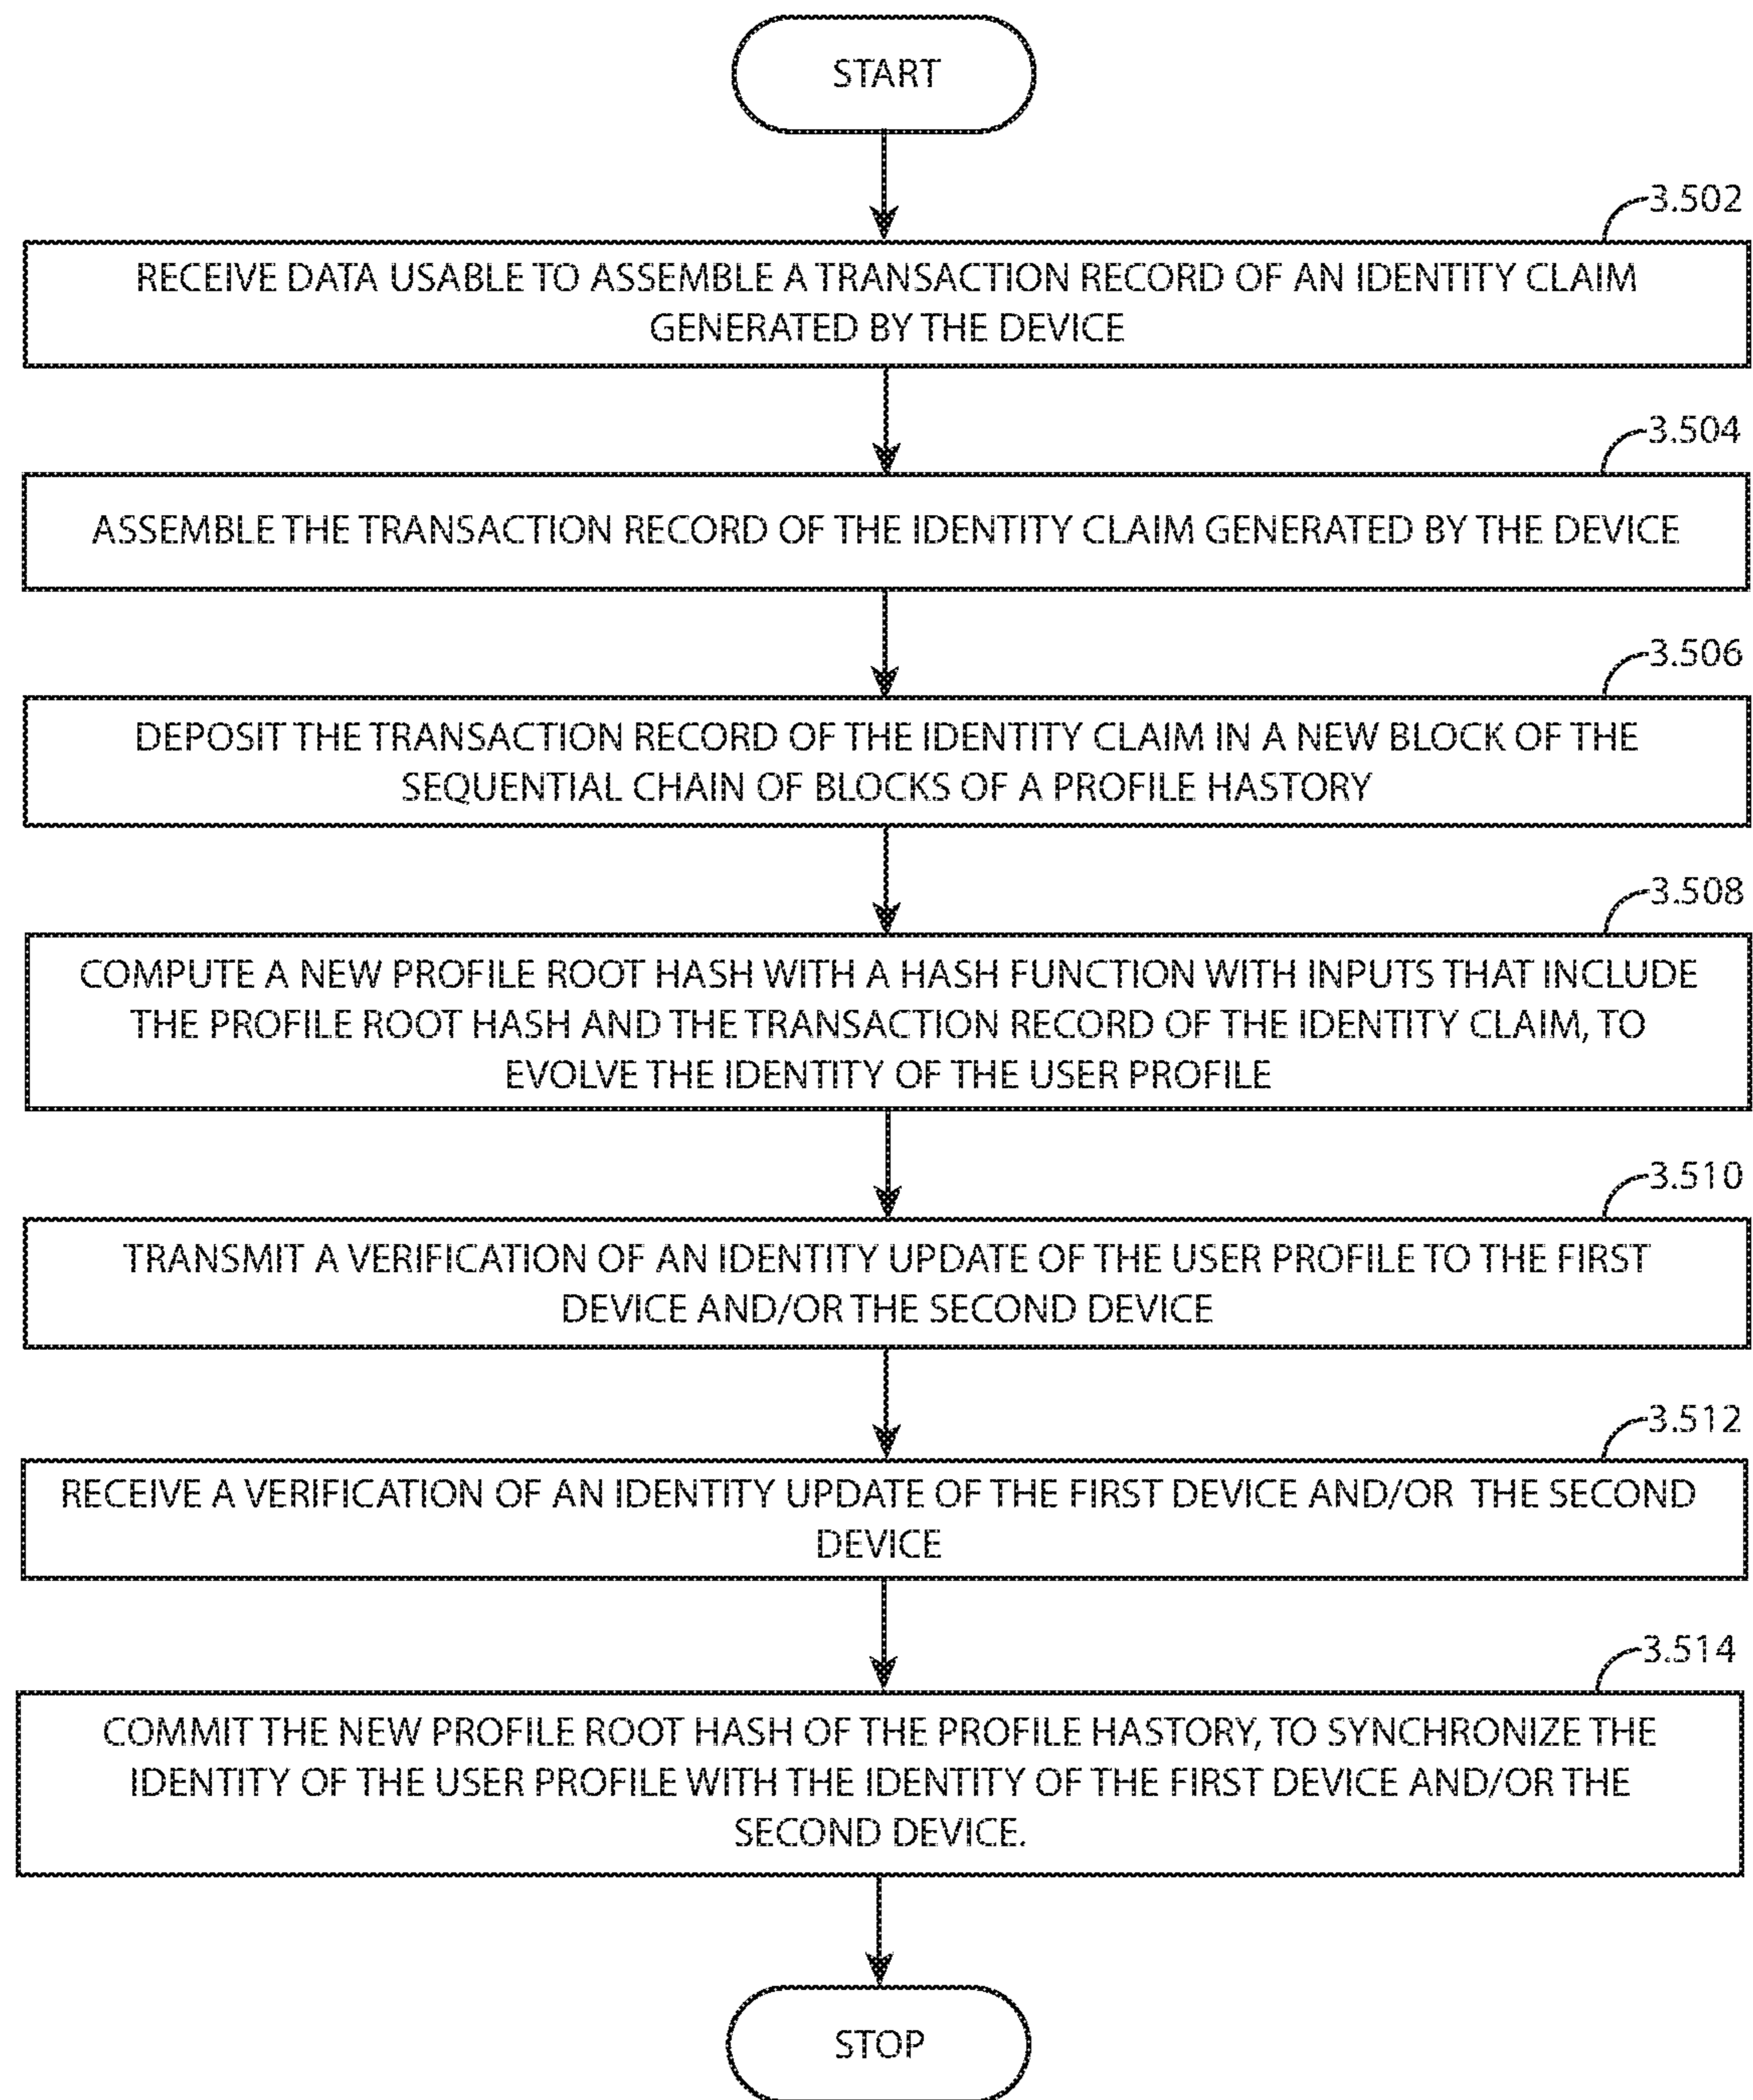 START
3.502
RECEIVE DATA USABLE TO ASSEMBLE A TRANSACTION RECORD OF AN IDENTITY CLAIM
GENERATED BY THE DEVICE
3.504
ASSEMBLE THE TRANSACTION RECORD OF THE IDENTITY CLAIM GENERATED BY THE DEVICE
3.506
DEPOSIT THE TRANSACTION RECORD OF THE IDENTITY CLAIM IN A NEW BLOCK OF THE
SEQUENTIAL CHAIN OF BLOCKS OF A PROFILE HASTORY
3.508
COMPUTE A NEW PROFILE ROOT HASH WITH A HASH FUNCTION WITH INPUTS THAT INCLUDE
THE PROFILE ROOT HASH AND THE TRANSACTION RECORD OF THE IDENTITY CLAIM, TO
EVOLVE THE IDENTITY OF THE USER PROFILE
3.510
TRANSMIT A VERIFICATION OF AN IDENTITY UPDATE OF THE USER PROFILE TO THE FIRST
DEVICE AND/OR THE SECOND DEVICE
3.512
RECEIVE A VERIFICATION OF AN IDENTITY UPDATE OF THE FIRST DEVICE AND/OR THE SECOND
DEVICE
3.514
COMMIT THE NEW PROFILE ROOT HASH OF THE PROFILE HASTORY, TO SYNCHRONIZE THE
IDENTITY OF THE USER PROFILE WITH THE IDENTITY OF THE FIRST DEVICE AND/OR THE
SECOND DEVICE.
STOP